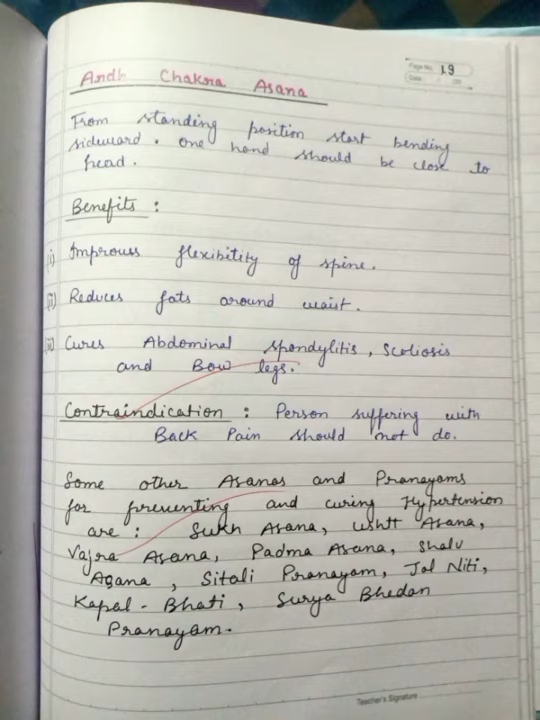 Page No. 19
Date
Ardh Chakra Asana
From standing position start bending
sideward. One hand should be close to
head.
Benefits :
(i) Improves flexibitity of spine.
(ii) Reduces fats around waist.
(iii) Cures Abdominal spondylitis, Scoliosis
and Bow legs.
Contraindication : Person suffering with
Back Pain should not do.
Some other Asanas and Pranayams
for preventing and curing Hypertension
are : Sukh Asana, Ushtt Asana,
Vajra Asana, Padma Asana, Shalv
Asana, Sitali Pranayam, Jal Niti,
Kapal - Bhati, Surya Bhedan
Pranayam.
Teacher's Signature